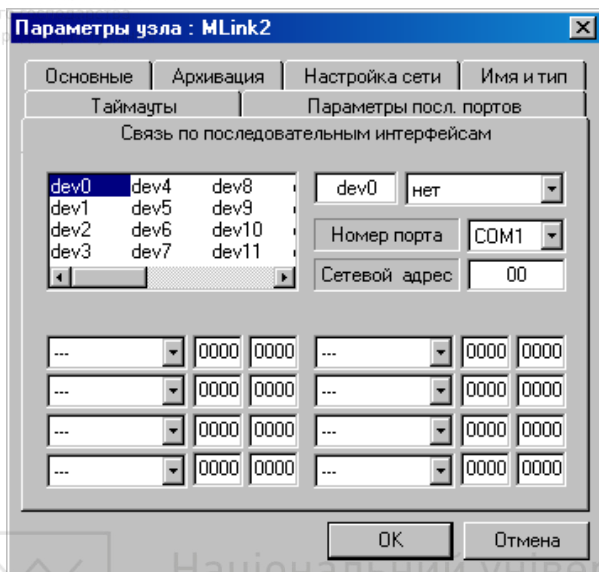 Параметры узла : MLink2
Основные Архивация Настройка сети Имя и тип
Таймауты Параметры посл. портов
Связь по последовательным интерфейсам
dev0 dev4 dev8
dev1 dev5 dev9
dev2 dev6 dev10
dev3 dev7 dev11
dev0 нет
Номер порта COM1
Сетевой адрес 00
--- 0000 0000 --- 0000 0000
--- 0000 0000 --- 0000 0000
--- 0000 0000 --- 0000 0000
--- 0000 0000 --- 0000 0000
OK Отмена
Національний